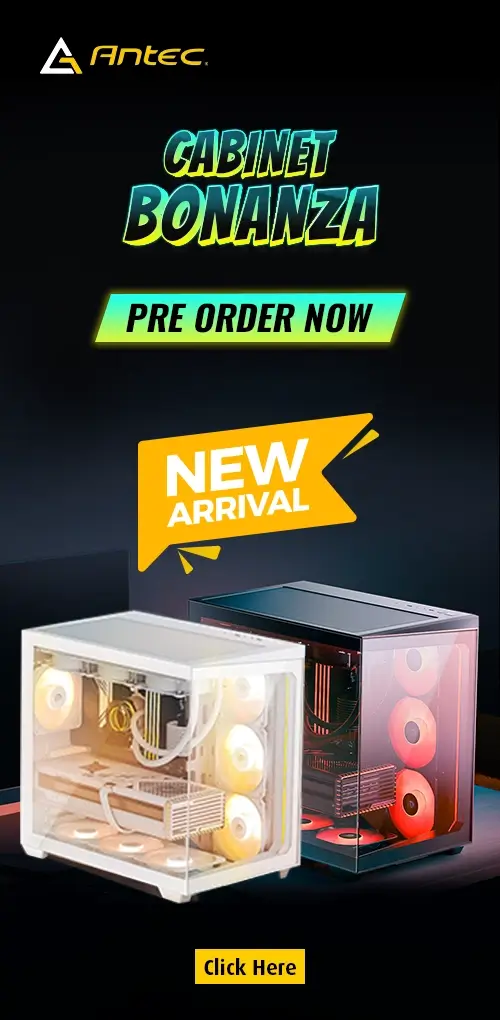 Antec
CABINET
BONANZA
PRE ORDER NOW
NEW
ARRIVAL
Click Here